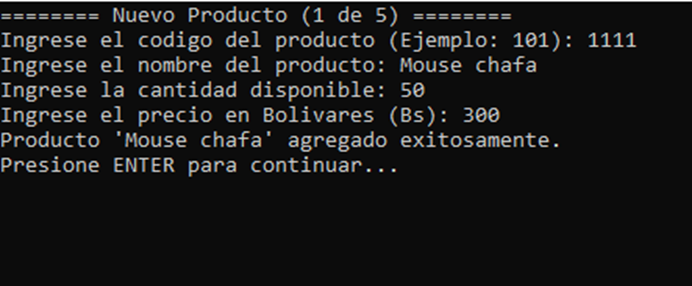 ======== Nuevo Producto (1 de 5) ========
Ingrese el codigo del producto (Ejemplo: 101): 1111
Ingrese el nombre del producto: Mouse chafa
Ingrese la cantidad disponible: 50
Ingrese el precio en Bolivares (Bs): 300
Producto 'Mouse chafa' agregado exitosamente.
Presione ENTER para continuar...